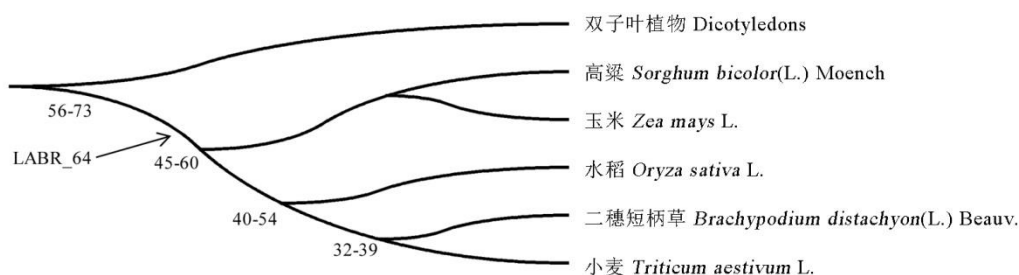 双子叶植物 Dicotyledons
高粱 Sorghum bicolor(L.) Moench
56-73
玉米 Zea mays L.
LABR_64
45-60
水稻 Oryza sativa L.
40-54
二穗短柄草 Brachypodium distachyon(L.) Beauv.
32-39
小麦 Triticum aestivum L.